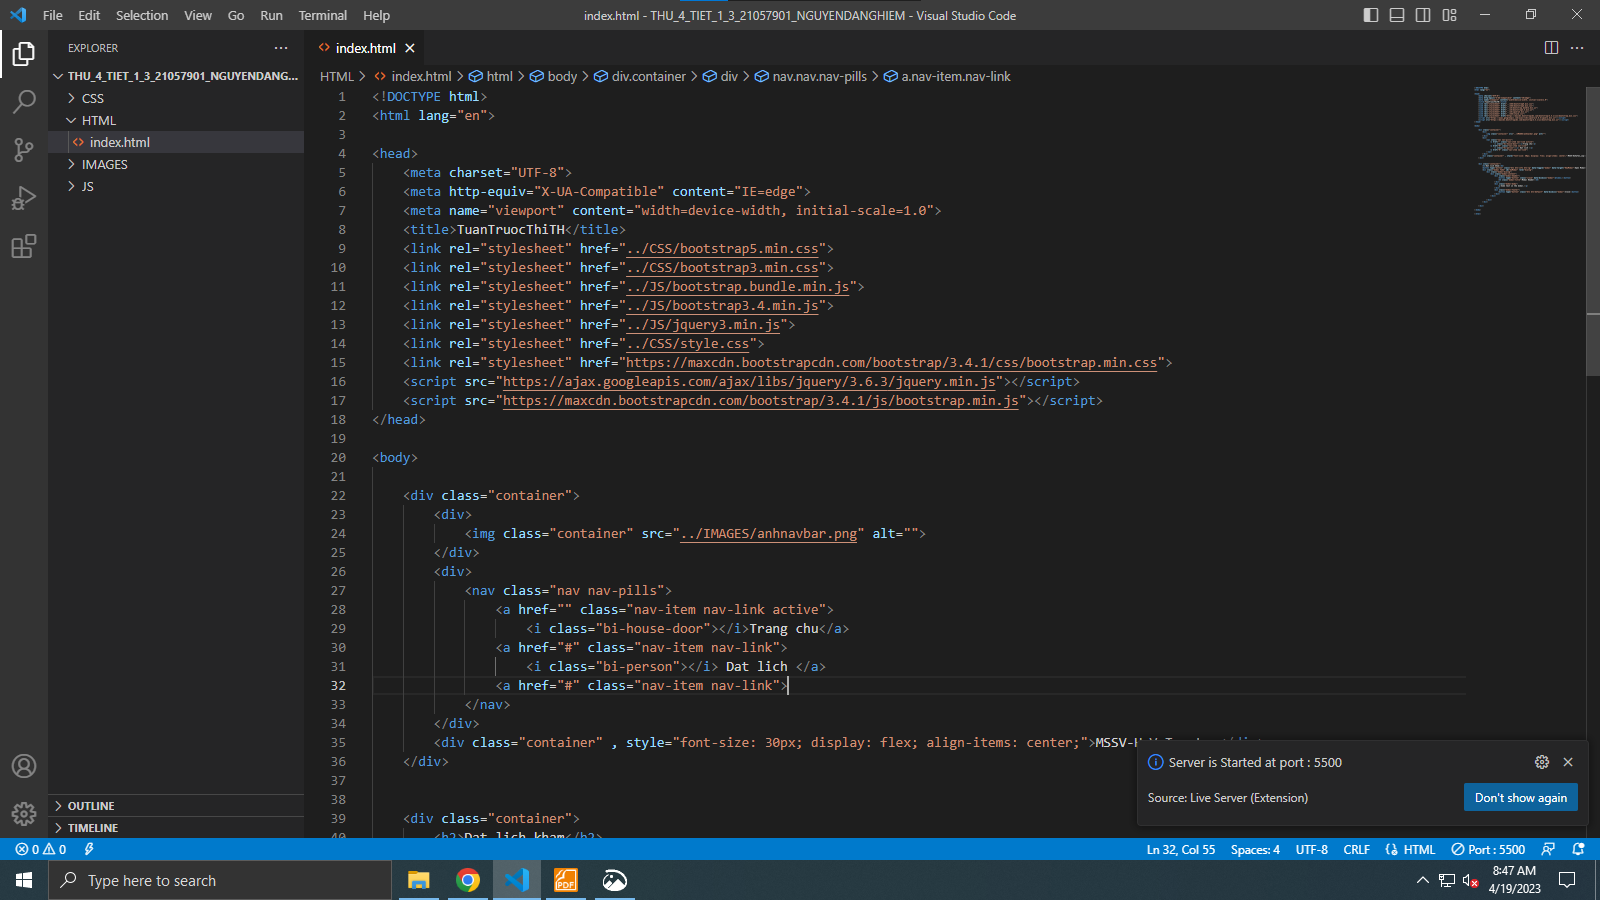 File Edit Selection View Go Run Terminal Help
index.html - THU_4_TIET_1_3_21057901_NGUYENDANGHIEM - Visual Studio Code
EXPLORER
THU_4_TIET_1_3_21057901_NGUYENDANG...
CSS
HTML
index.html
IMAGES
JS
OUTLINE
TIMELINE
index.html
HTML > index.html > html > body > div.container > div > nav.nav.nav-pills > a.nav-item.nav-link
1 <!DOCTYPE html>
2 <html lang="en">
3
4 <head>
5 <meta charset="UTF-8">
6 <meta http-equiv="X-UA-Compatible" content="IE=edge">
7 <meta name="viewport" content="width=device-width, initial-scale=1.0">
8 <title>TuanTruocThiTH</title>
9 <link rel="stylesheet" href="../CSS/bootstrap5.min.css">
10 <link rel="stylesheet" href="../CSS/bootstrap3.min.css">
11 <link rel="stylesheet" href="../JS/bootstrap.bundle.min.js">
12 <link rel="stylesheet" href="../JS/bootstrap3.4.min.js">
13 <link rel="stylesheet" href="../JS/jquery3.min.js">
14 <link rel="stylesheet" href="../CSS/style.css">
15 <link rel="stylesheet" href="https://maxcdn.bootstrapcdn.com/bootstrap/3.4.1/css/bootstrap.min.css">
16 <script src="https://ajax.googleapis.com/ajax/libs/jquery/3.6.3/jquery.min.js"></script>
17 <script src="https://maxcdn.bootstrapcdn.com/bootstrap/3.4.1/js/bootstrap.min.js"></script>
18 </head>
19
20 <body>
21
22 <div class="container">
23 <div>
24 <img class="container" src="../IMAGES/anhnavbar.png" alt="">
25 </div>
26 <div>
27 <nav class="nav nav-pills">
28 <a href="" class="nav-item nav-link active">
29 <i class="bi-house-door"></i>Trang chu</a>
30 <a href="#" class="nav-item nav-link">
31 <i class="bi-person"></i> Dat lich </a>
32 <a href="#" class="nav-item nav-link">
33 </nav>
34 </div>
35 <div class="container" , style="font-size: 30px; display: flex; align-items: center;">
36 </div>
37
38
39 <div class="container">
40 <h2>Dat lich kham</h2>
Server is Started at port : 5500
Source: Live Server (Extension)
Don't show again
0 0
Ln 32, Col 55 Spaces: 4 UTF-8 CRLF HTML Port : 5500
Type here to search
PDF
8:47 AM
4/19/2023